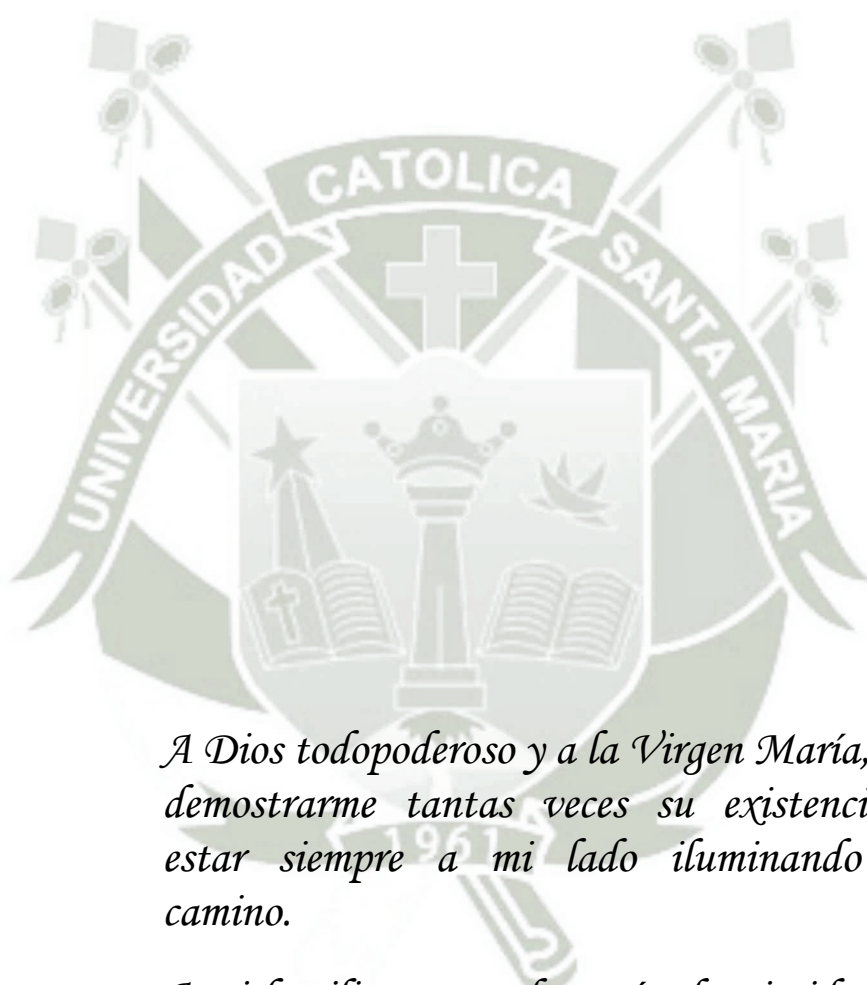 CATOLICA
UNIVERSIDAD
SANTA MARIA
A Dios todopoderoso y a la Virgen María,
demostrarme tantas veces su existenci
estar siempre a mi lado iluminando
1961
camino.